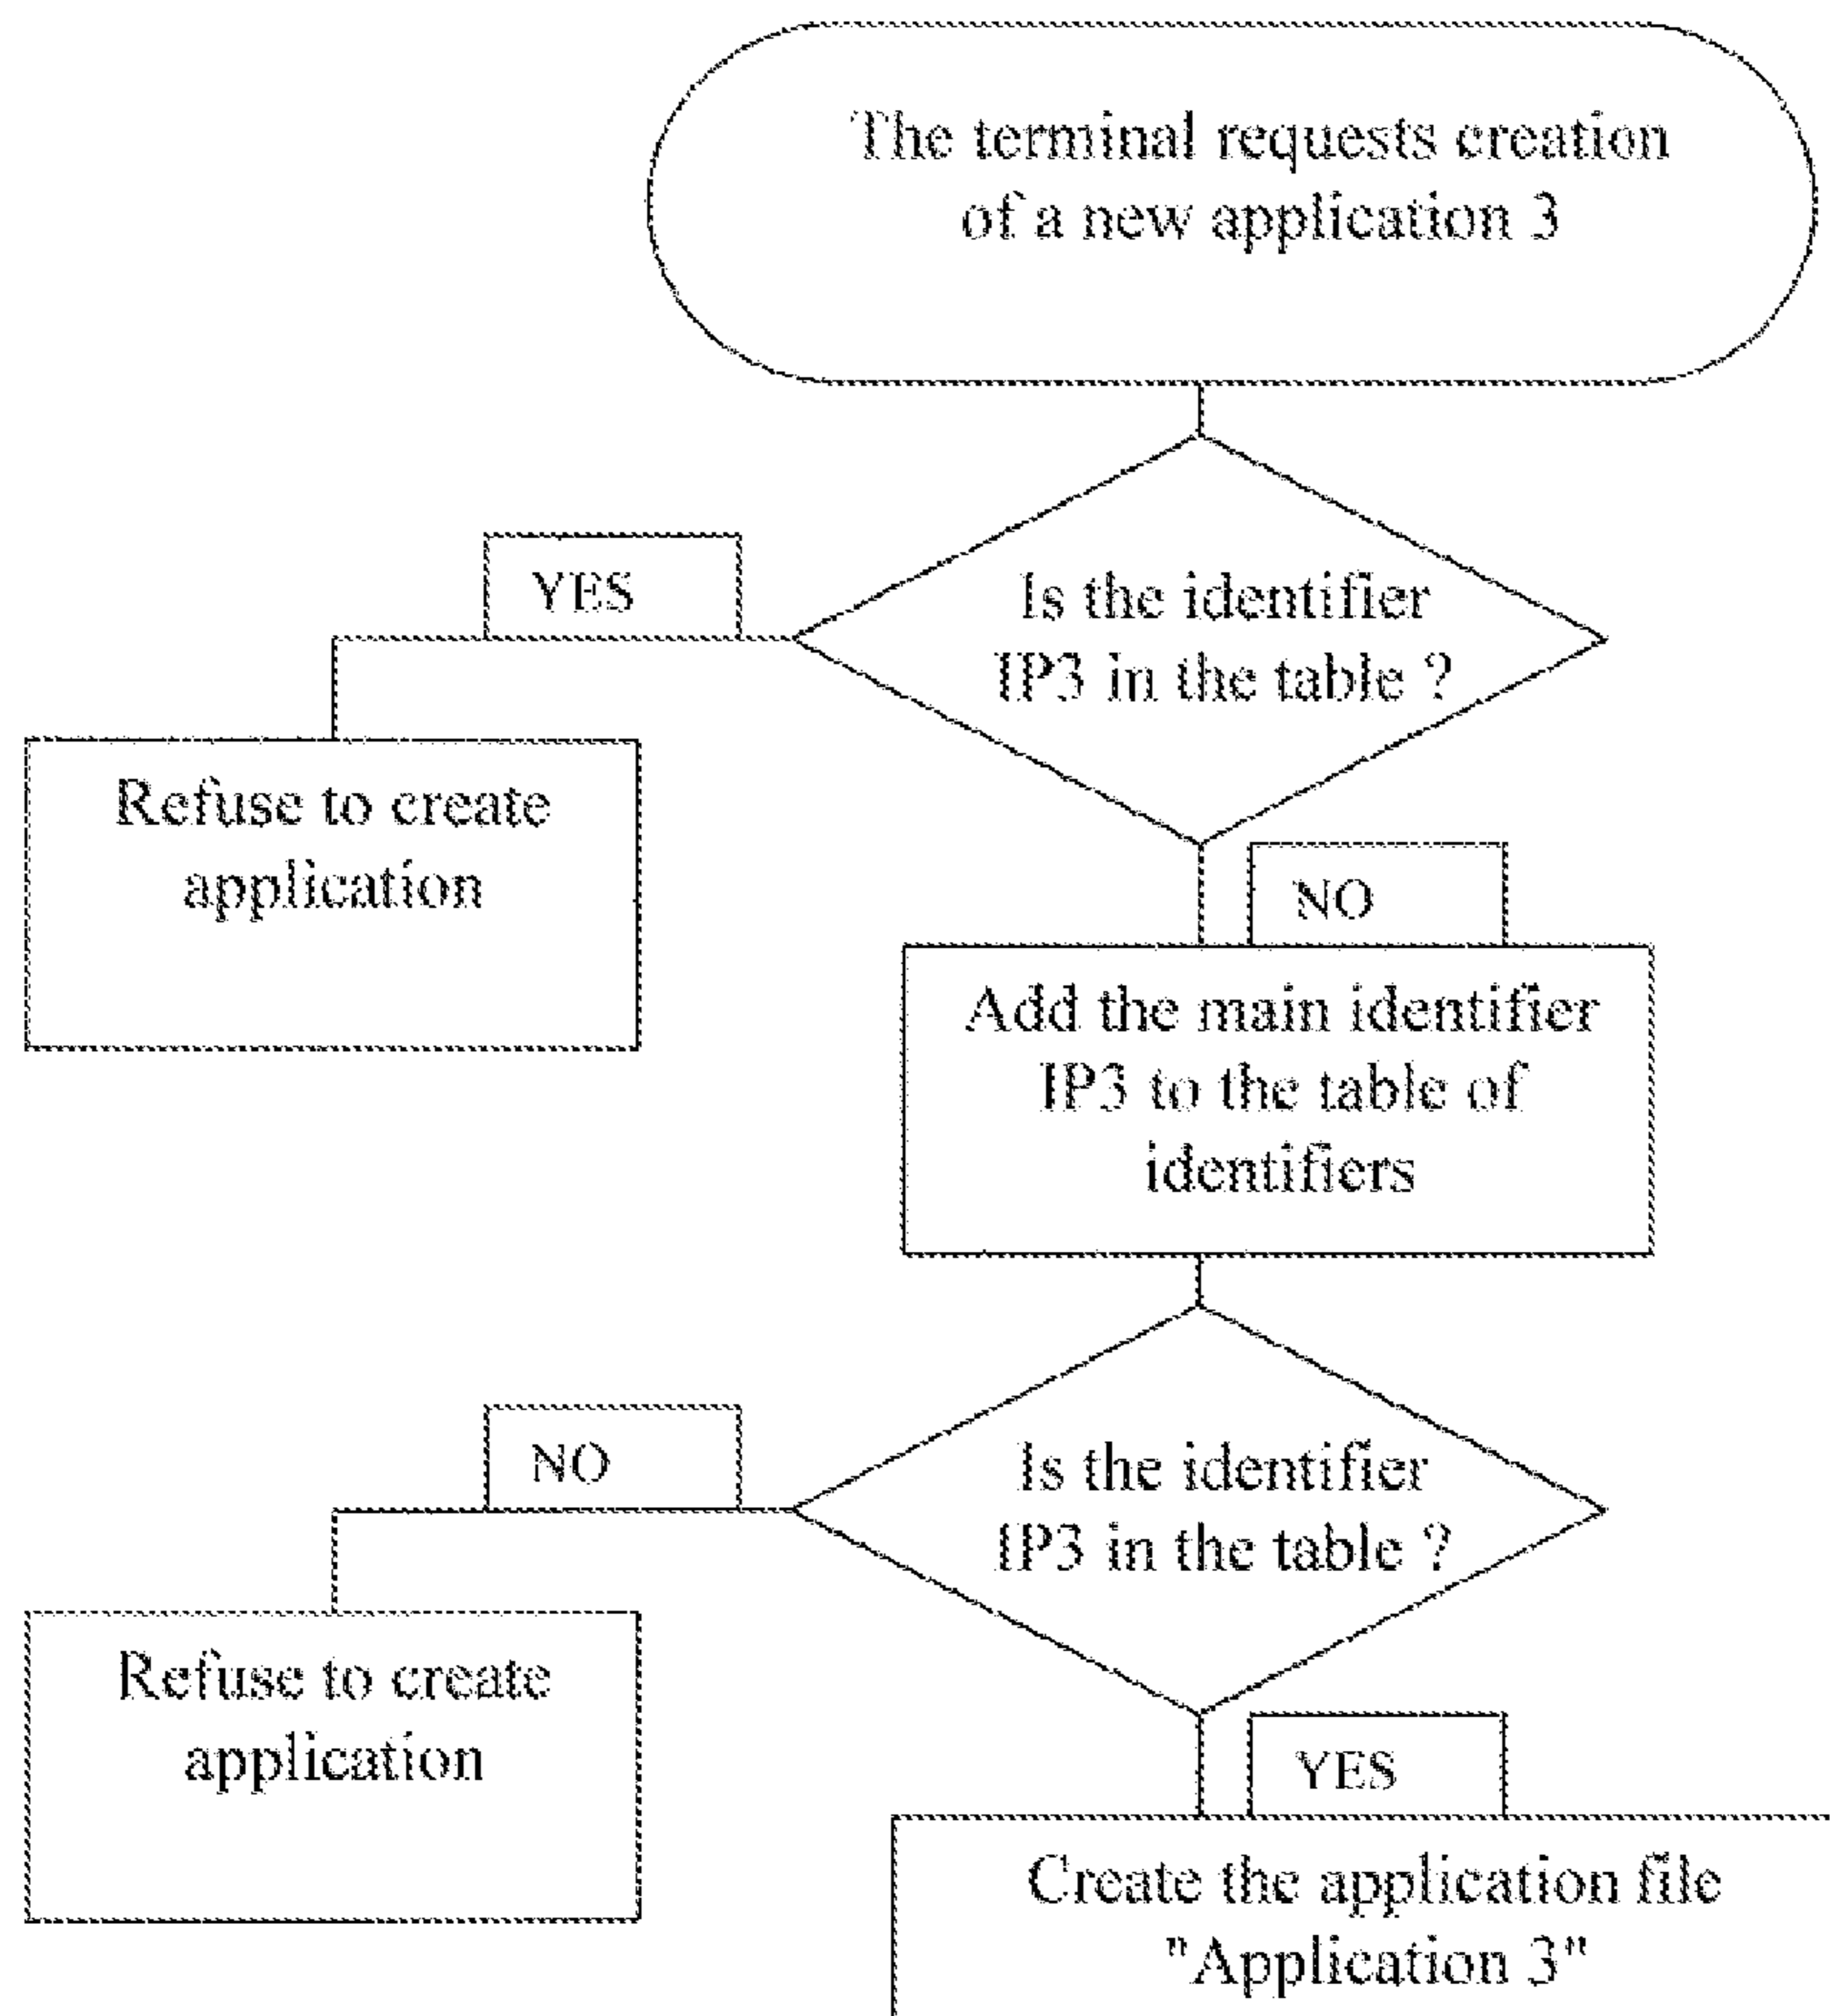 The terminal requests creation
of a new application 3
Is the identifier
IP3 in the table ?
YES
Refuse to create
application
NO
Add the main identifier
IP3 to the table of
identifiers
Is the identifier
IP3 in the table ?
NO
Refuse to create
application
YES
Create the application file
"Application 3"